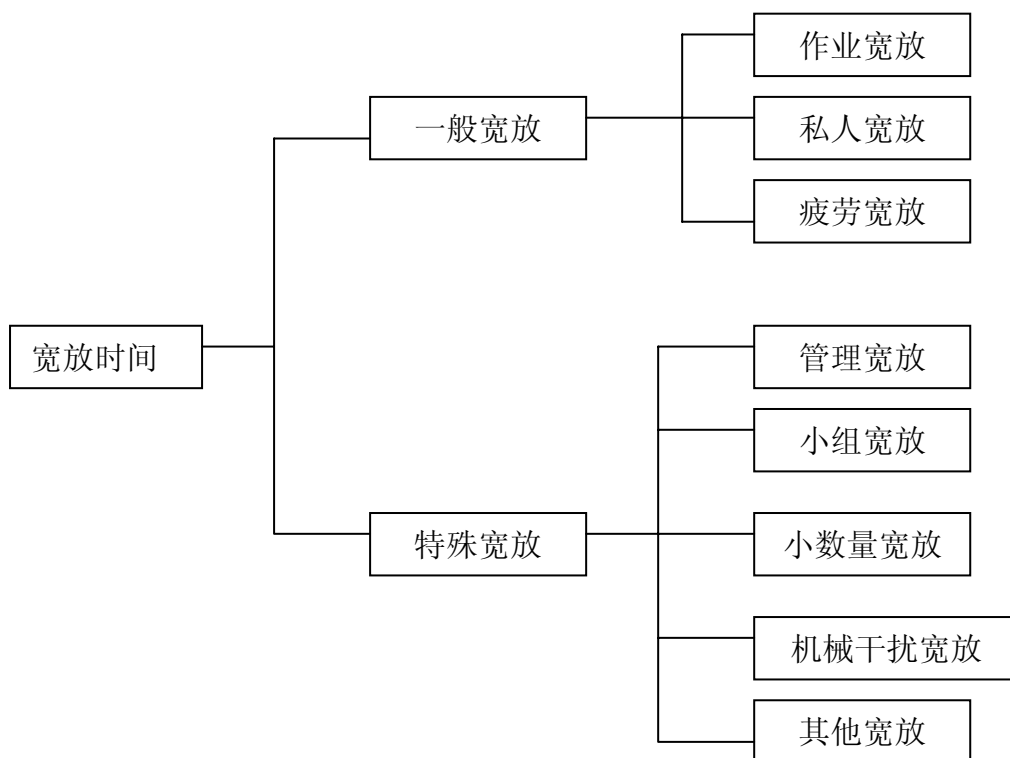 宽放时间
一般宽放
作业宽放
私人宽放
疲劳宽放
特殊宽放
管理宽放
小组宽放
小数量宽放
机械干扰宽放
其他宽放